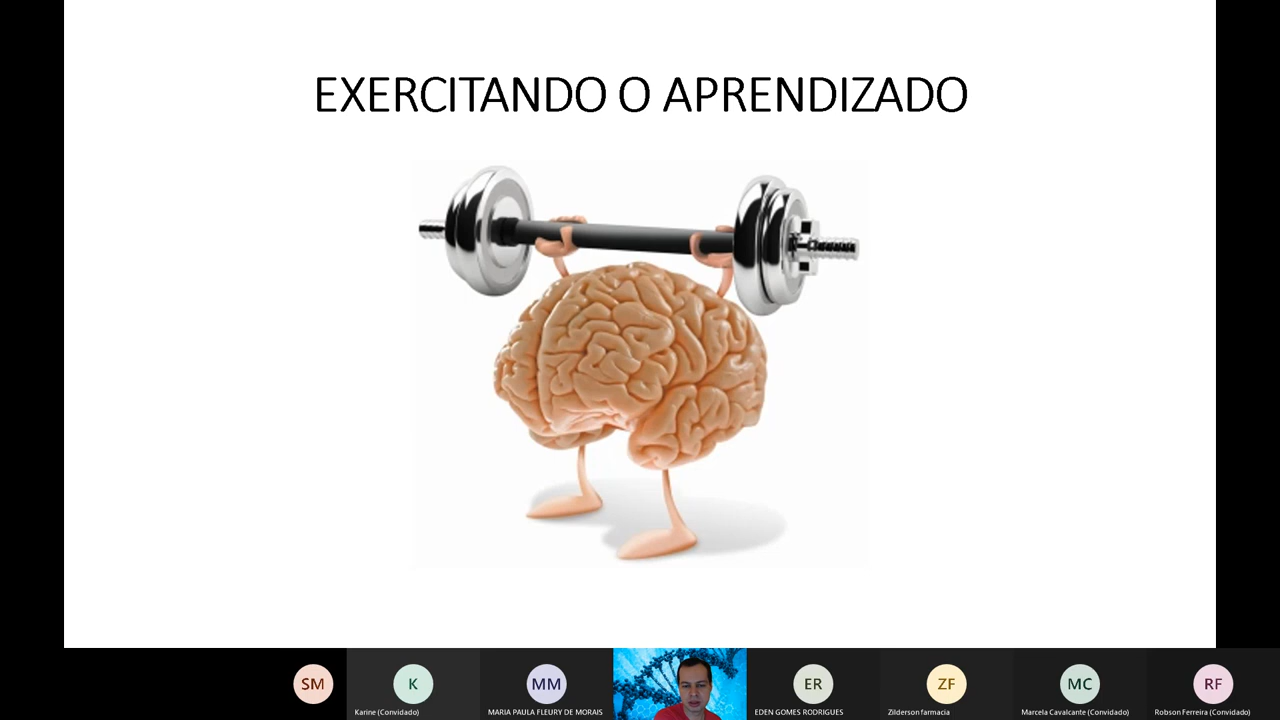 EXERCITANDO O APRENDIZADO
SM
K
MM
ER
ZF
MC
RF
Karine (Convidado)
MARIA PAULA FLEURY DE MORAIS
EDEN GOMES RODRIGUES
Zilderson farmacia
Marcela Cavalcante (Convidado)
Robson Ferreira (Convidado)